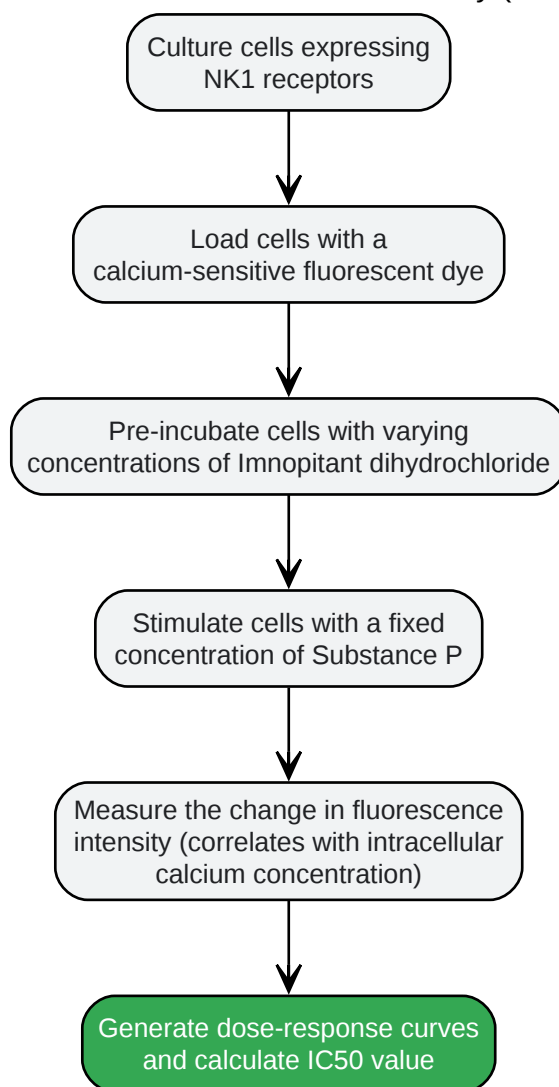 Culture cells expressing
NK1 receptors
Load cells with a
calcium-sensitive fluorescent dye
Pre-incubate cells with varying
concentrations of Imnopitant dihydrochloride
Stimulate cells with a fixed
concentration of Substance P
Measure the change in fluorescence
intensity (correlates with intracellular
calcium concentration)
Generate dose-response curves
and calculate IC50 value